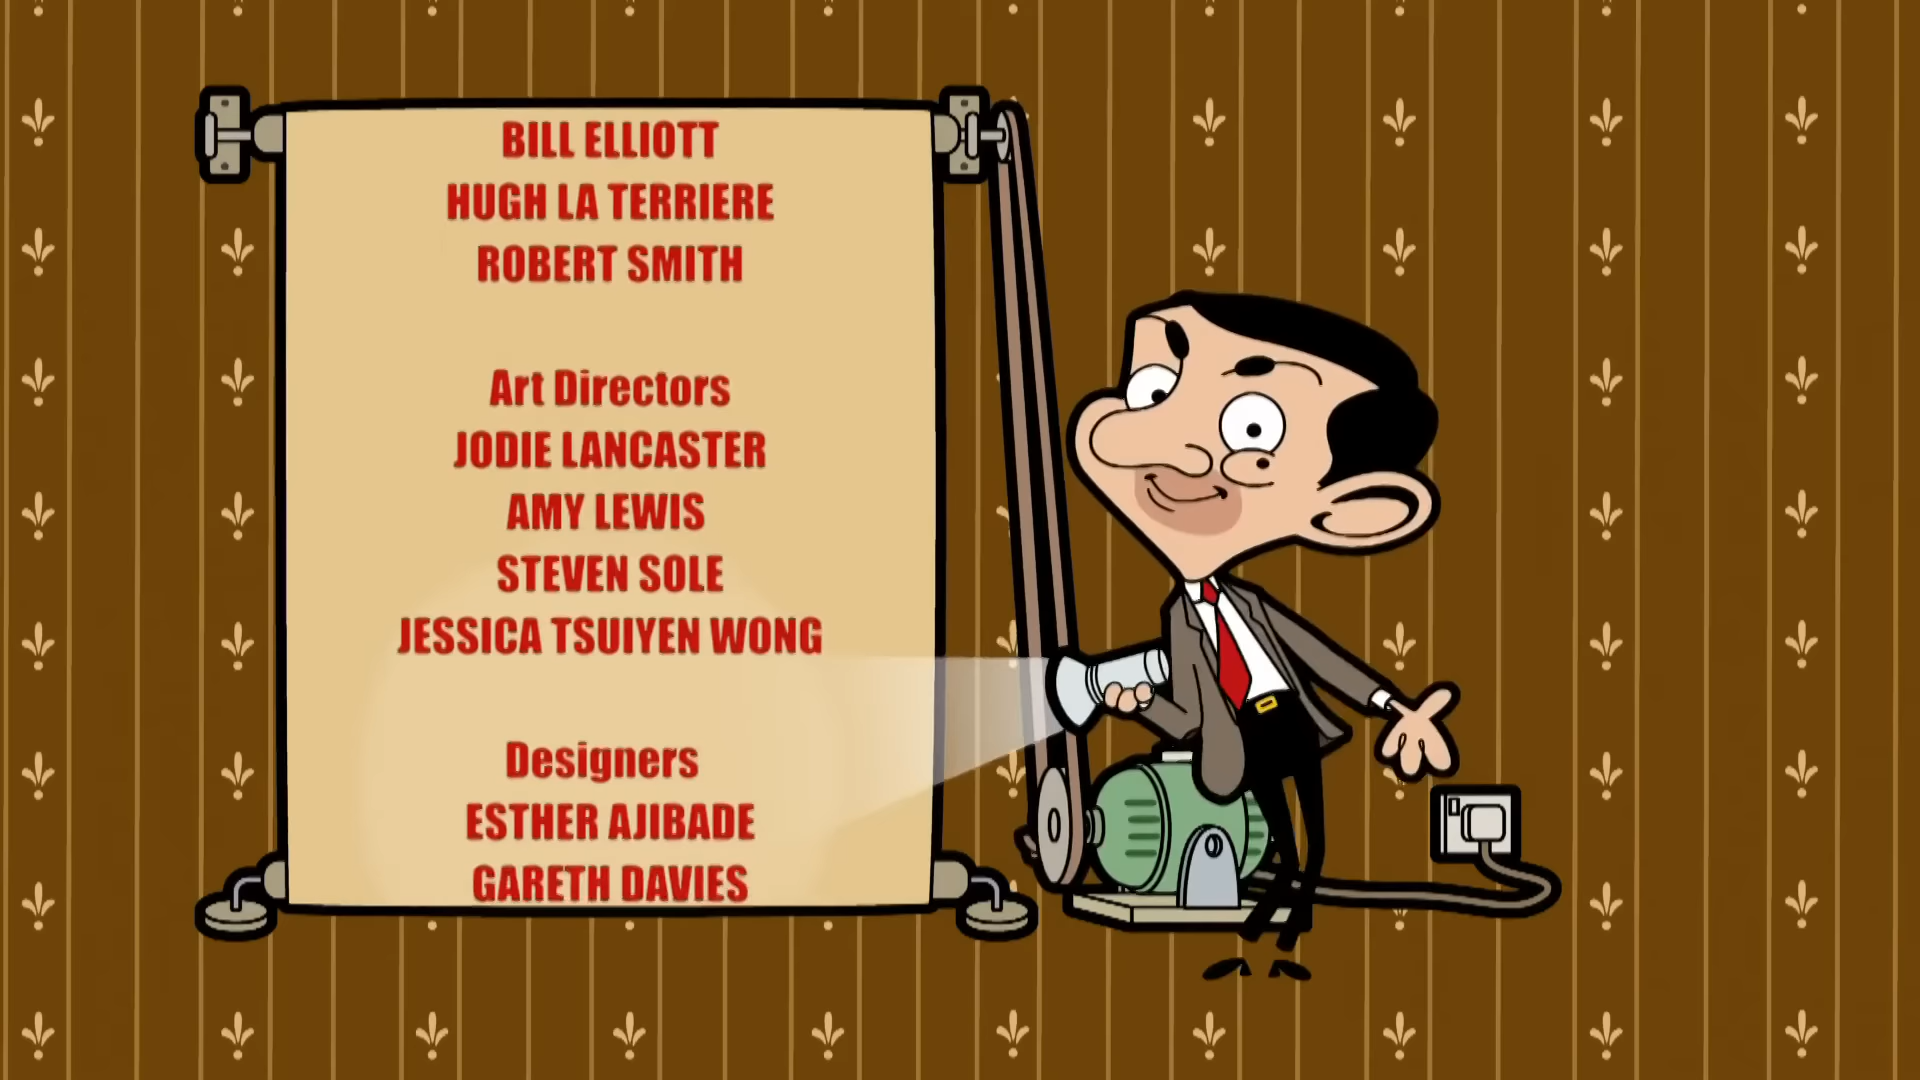 BILL ELLIOTT
HUGH LA TERRIERE
ROBERT SMITH
Art Directors
JODIE LANCASTER
AMY LEWIS
STEVEN SOLE
JESSICA TSUIYEN WONG
Designers
ESTHER AJIBADE
GARETH DAVIES